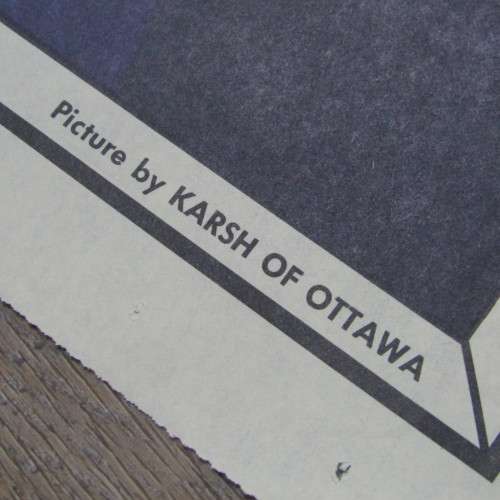 Picture by KARSH OF OTTAWA